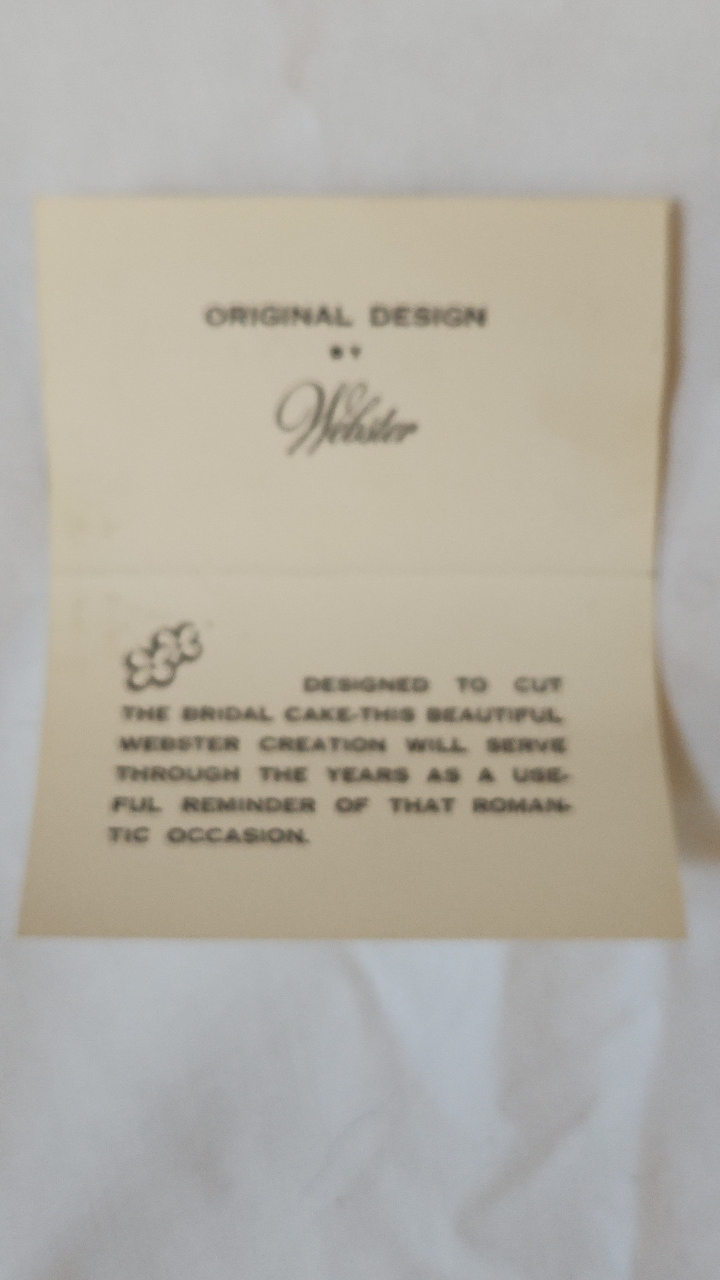 ORIGINAL DESIGN
BY
Webster
DESIGNED TO CUT
THE BRIDAL CAKE-THIS BEAUTIFUL
WEBSTER CREATION WILL SERVE
THROUGH THE YEARS AS A USE-
FUL REMINDER OF THAT ROMAN-
TIC OCCASION.